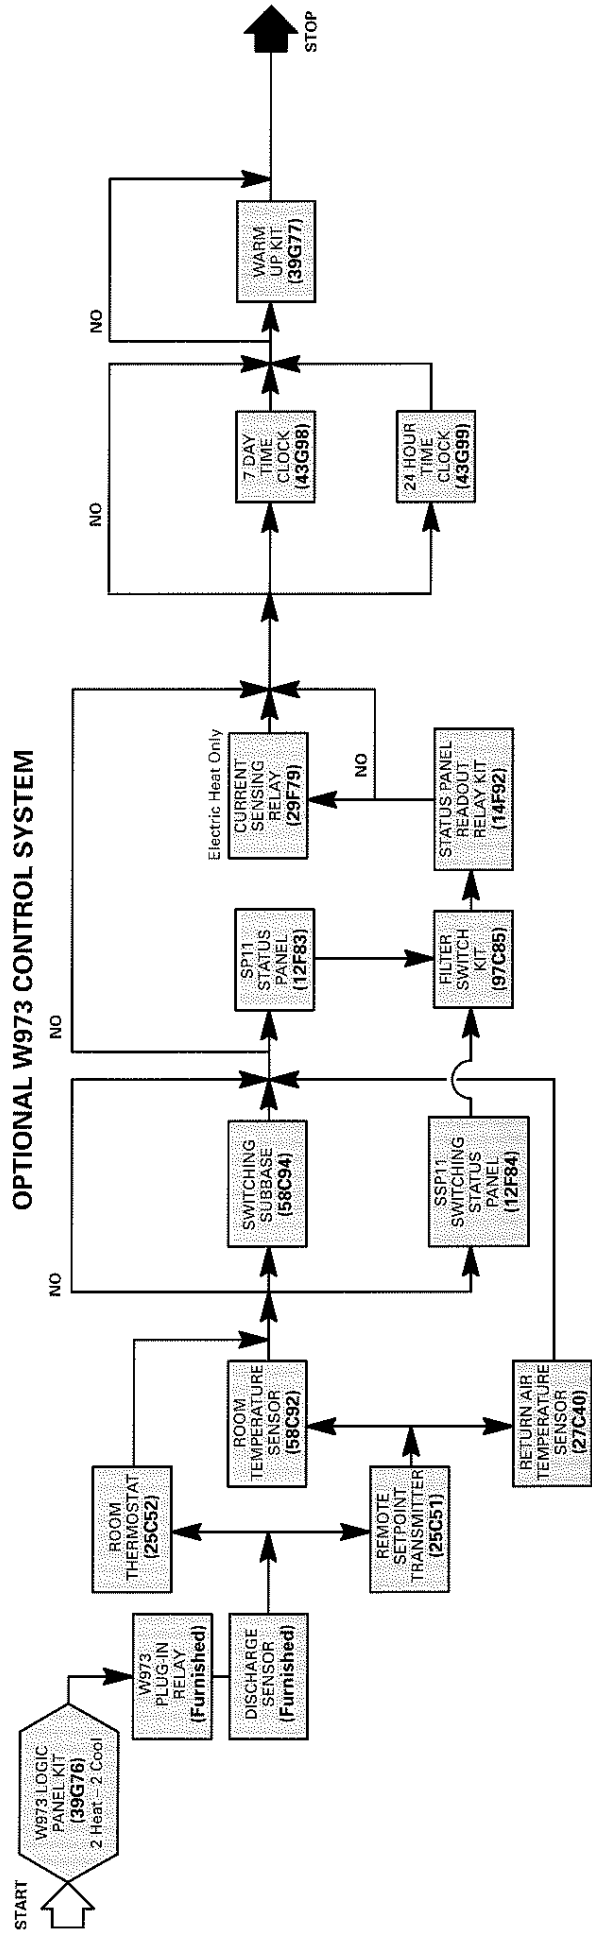 OPTIONAL W973 CONTROL SYSTEM
START
W973 LOGIC
PANEL KIT
(39G76)
2 Heat – 2 Cool
W973
PLUG-IN
RELAY
(Furnished)
DISCHARGE
SENSOR
(Furnished)
ROOM
THERMOSTAT
(25C52)
REMOTE
SETPOINT
TRANSMITTER
(25C51)
ROOM
TEMPERATURE
SENSOR
(58C92)
RETURN AIR
TEMPERATURE
SENSOR
(27C40)
NO
SWITCHING
SUBBASE
(58C94)
SSP11
SWITCHING
STATUS
PANEL
(12F84)
NO
SP11
STATUS
PANEL
(12F83)
FILTER
SWITCH
KIT
(97C85)
Electric Heat Only
CURRENT
SENSING
RELAY
(29F79)
NO
STATUS PANEL
READOUT
RELAY KIT
(14F92)
NO
7 DAY
TIME
CLOCK
(43G98)
24 HOUR
TIME
CLOCK
(43G99)
NO
WARM
UP KIT
(39G77)
STOP